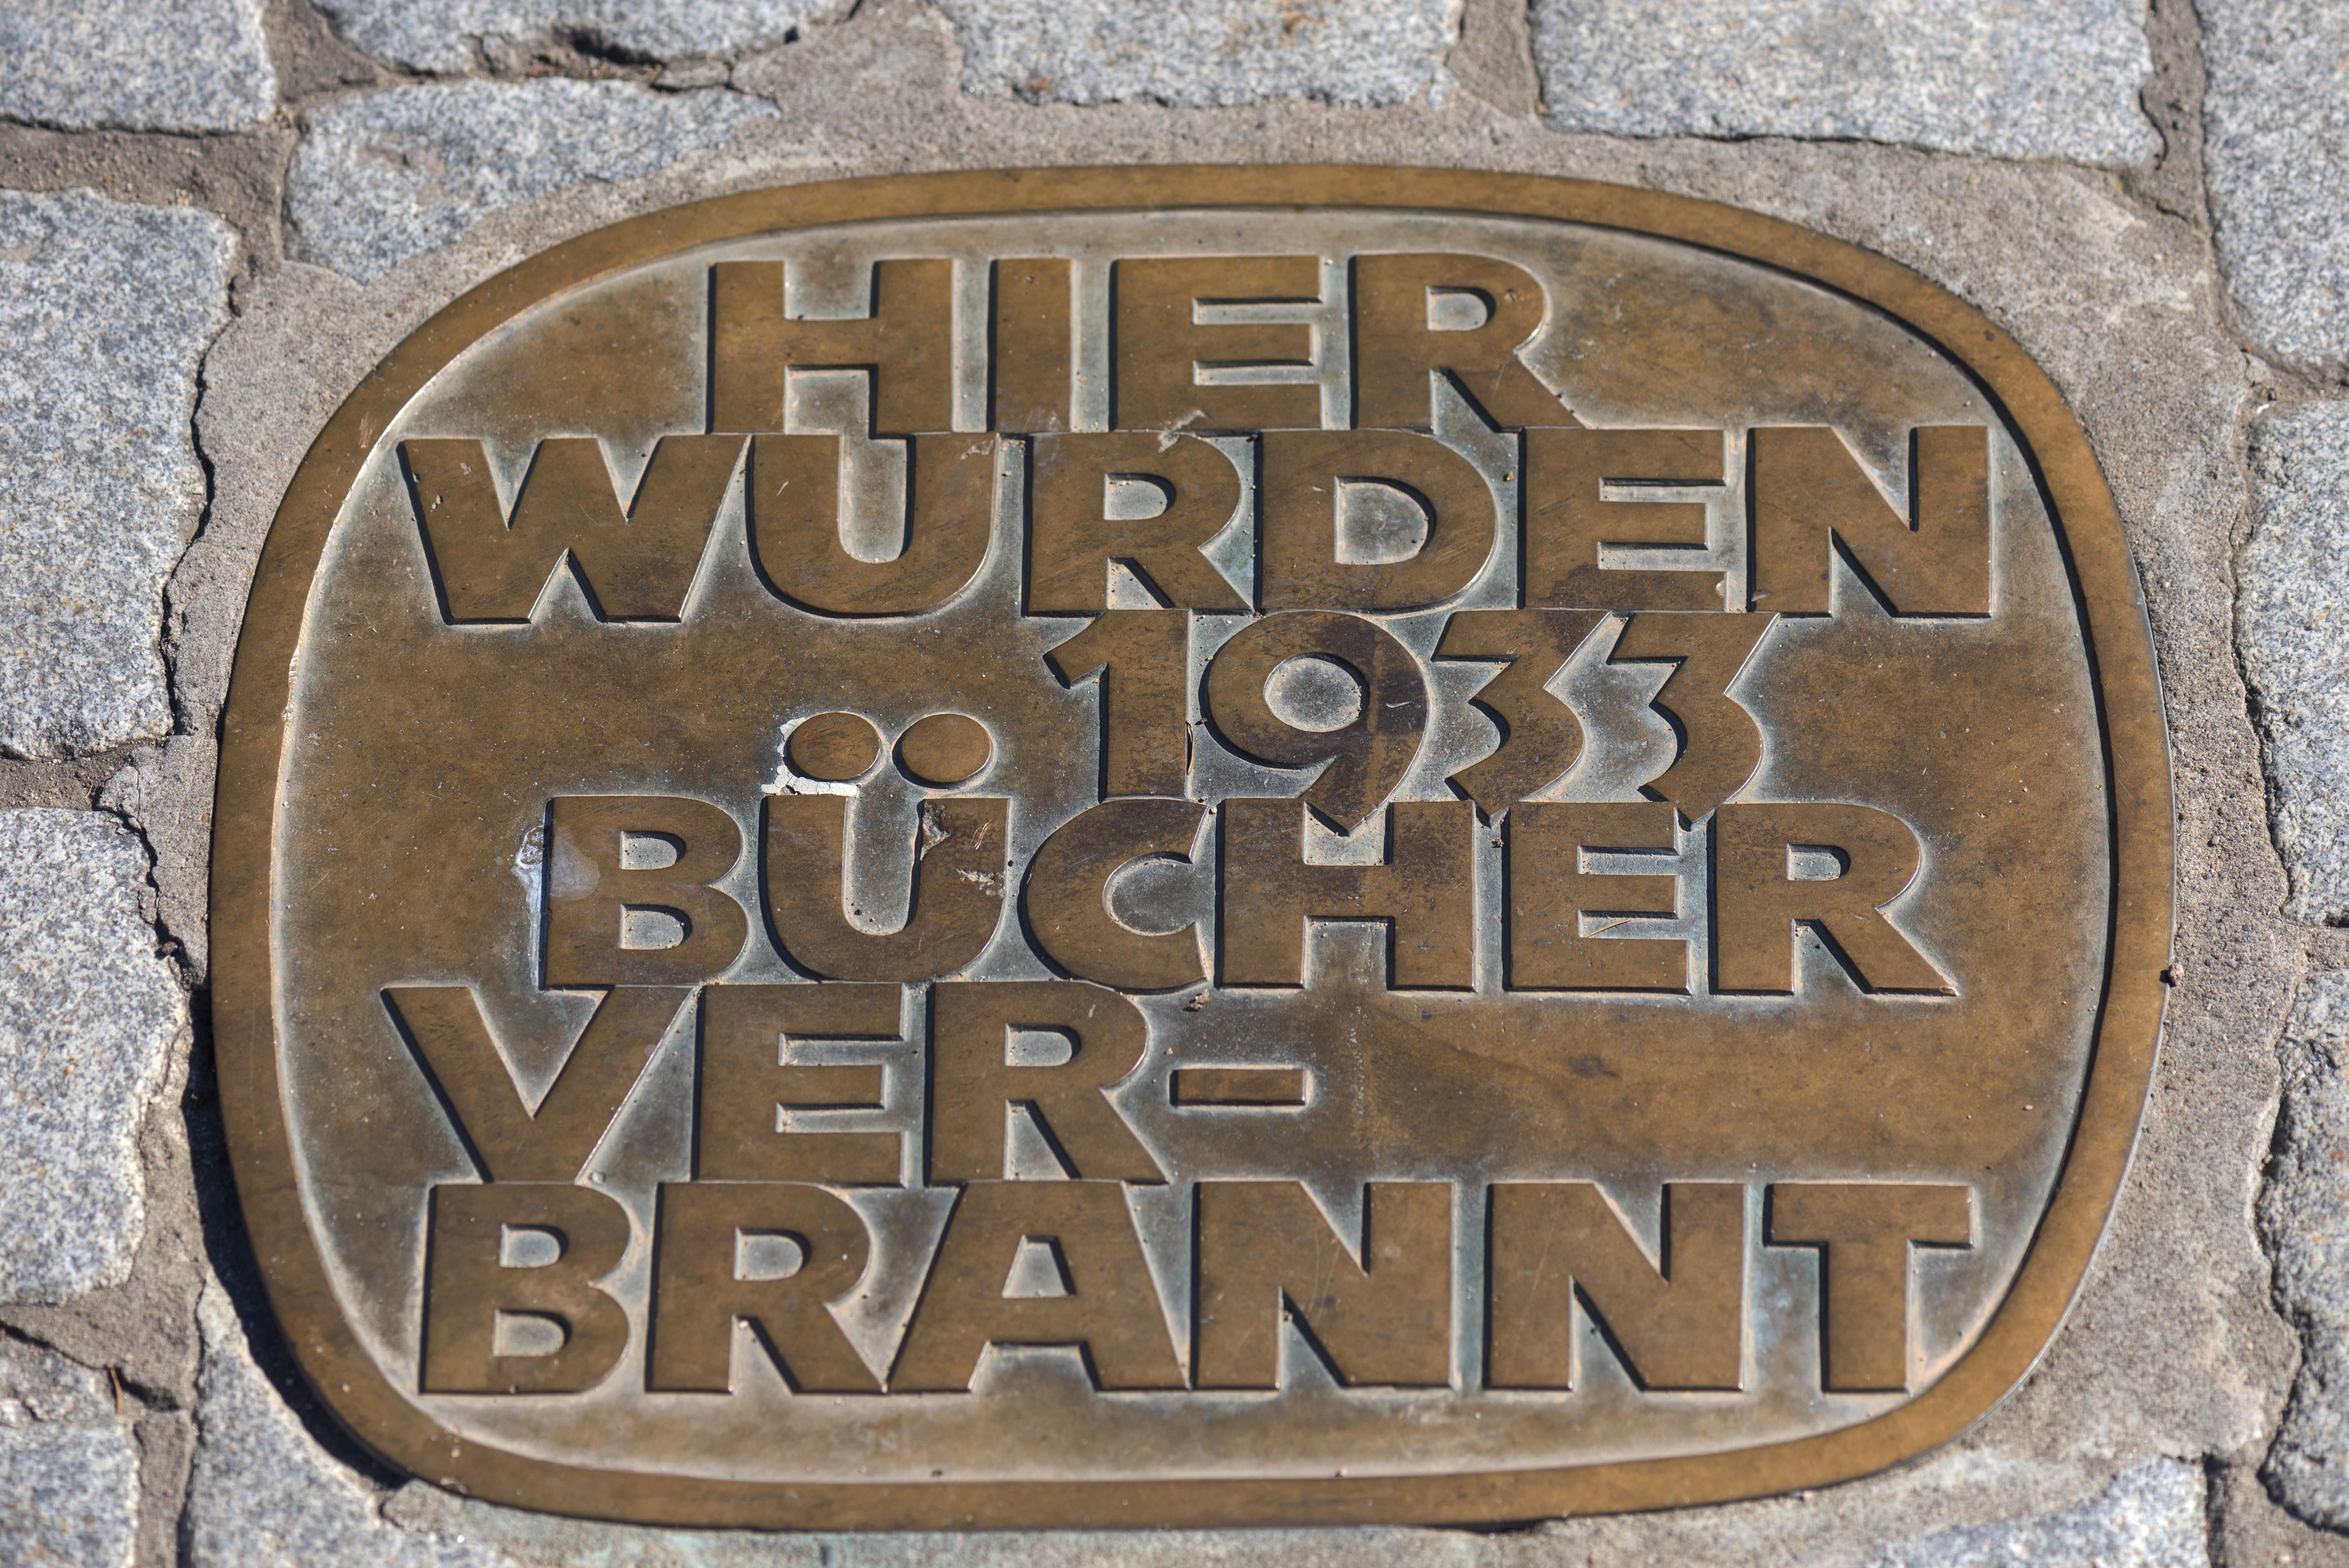 HIER
WURDEN
1933
BÜCHER
VER-
BRANNT